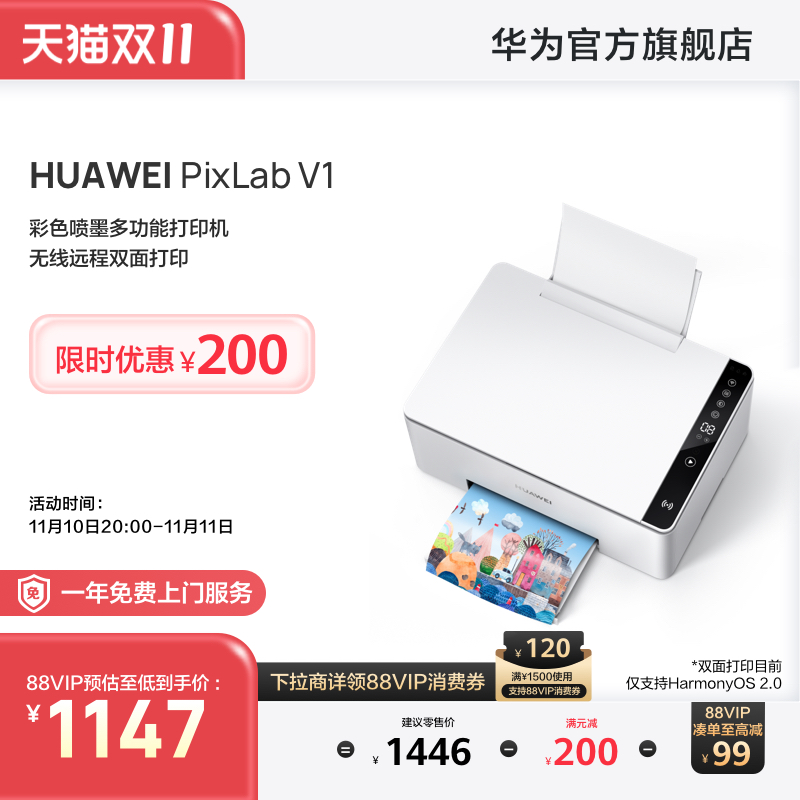 天猫双11
华为官方旗舰店
HUAWEI PixLab V1
彩色喷墨多功能打印机
无线远程双面打印
限时优惠¥200
活动时间：
11月10日20:00-11月11日
免 一年免费上门服务
HUAWEI
08
88VIP预估至低到手价：
¥1147
下拉商详领88VIP消费券
¥120
满¥1500使用
支持88VIP消费券
*双面打印目前
仅支持HarmonyOS 2.0
= 建议零售价 ¥1446 - 满元减 ¥200 - 88VIP 凑单至高减 ¥99